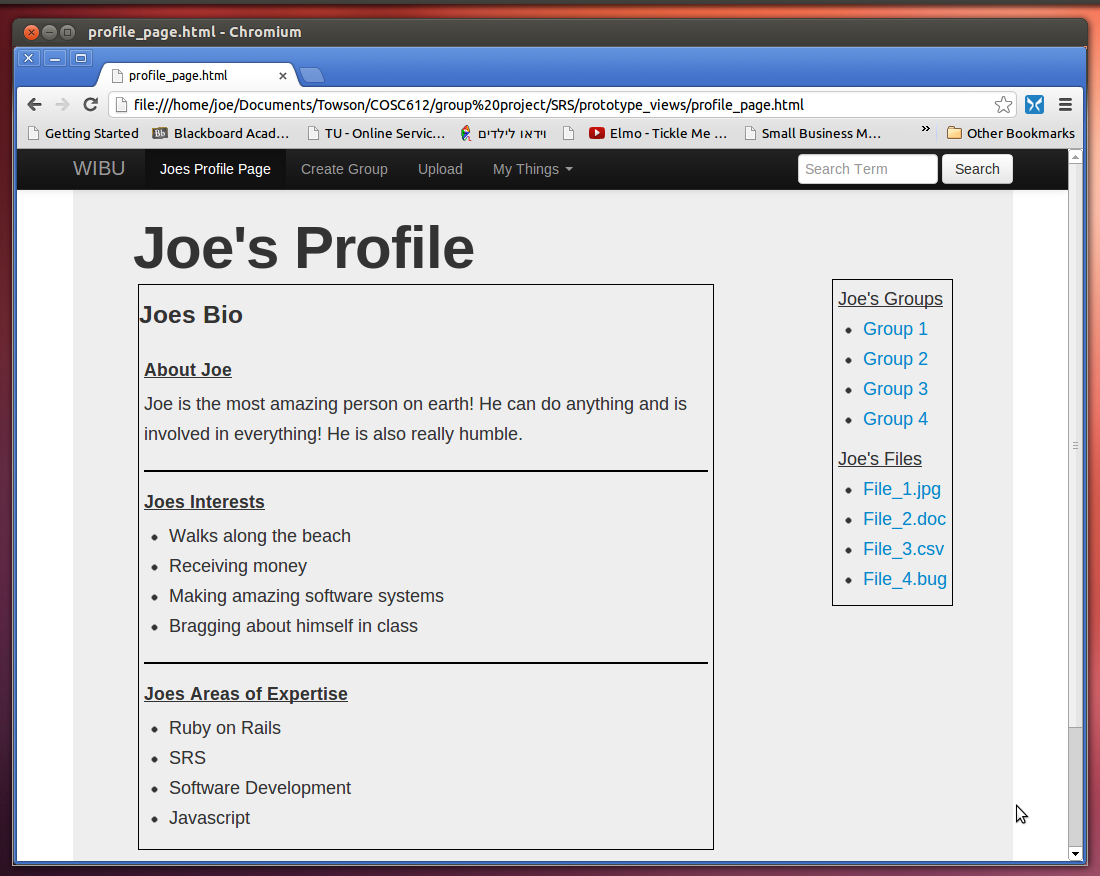 profile_page.html - Chromium
profile_page.html
file:///home/joe/Documents/Towson/COSC612/group%20project/SRS/prototype_views/profile_page.html
Getting Started Bb Blackboard Acad... TU - Online Servic... וידאו לילדים Elmo - Tickle Me ... Small Business M... » Other Bookmarks
WIBU Joes Profile Page Create Group Upload My Things Search Term Search
Joe's Profile
Joes Bio
About Joe
Joe is the most amazing person on earth! He can do anything and is
involved in everything! He is also really humble.
Joes Interests
Walks along the beach
Receiving money
Making amazing software systems
Bragging about himself in class
Joes Areas of Expertise
Ruby on Rails
SRS
Software Development
Javascript
Joe's Groups
Group 1
Group 2
Group 3
Group 4
Joe's Files
File_1.jpg
File_2.doc
File_3.csv
File_4.bug